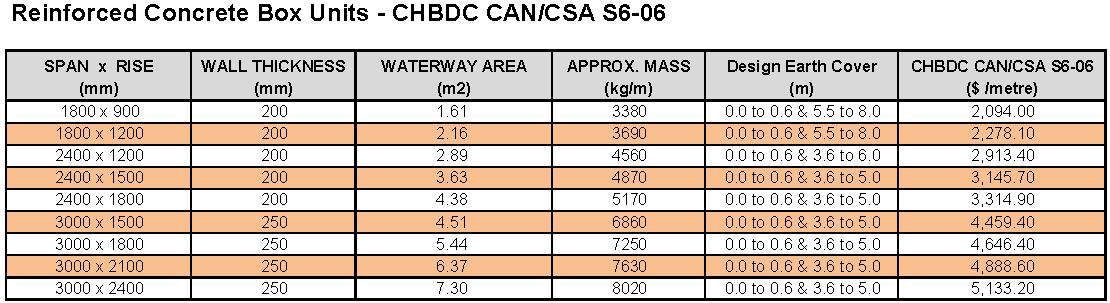 Reinforced Concrete Box Units - CHBDC CAN/CSA S6-06
SPAN x RISE WALL THICKNESS WATERWAY AREA APPROX. MASS Design Earth Cover CHBDC CAN/CSA S6-06
(mm) (mm) (m2) (kg/m) (m) ($ /metre)
1800 x 900 200 1.61 3380 0.0 to 0.6 & 5.5 to 8.0 2,094.00
1800 x 1200 200 2.16 3690 0.0 to 0.6 & 5.5 to 8.0 2,278.10
2400 x 1200 200 2.89 4560 0.0 to 0.6 & 3.6 to 6.0 2,913.40
2400 x 1500 200 3.63 4870 0.0 to 0.6 & 3.6 to 5.0 3,145.70
2400 x 1800 200 4.38 5170 0.0 to 0.6 & 3.6 to 5.0 3,314.90
3000 x 1500 250 4.51 6860 0.0 to 0.6 & 3.6 to 5.0 4,459.40
3000 x 1800 250 5.44 7250 0.0 to 0.6 & 3.6 to 5.0 4,646.40
3000 x 2100 250 6.37 7630 0.0 to 0.6 & 3.6 to 5.0 4,888.60
3000 x 2400 250 7.30 8020 0.0 to 0.6 & 3.6 to 5.0 5,133.20